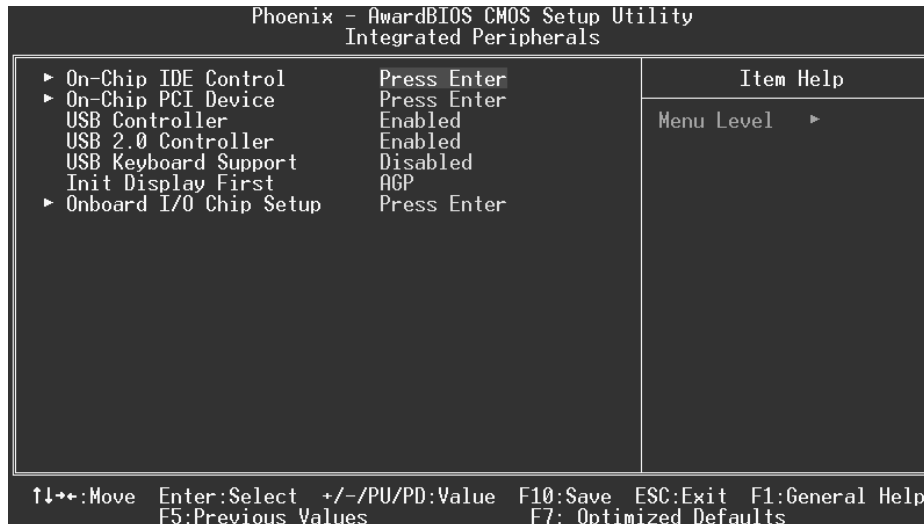 Phoenix - AwardBIOS CMOS Setup Utility
Integrated Peripherals
► On-Chip IDE Control Press Enter
► On-Chip PCI Device Press Enter
USB Controller Enabled
USB 2.0 Controller Enabled
USB Keyboard Support Disabled
Init Display First AGP
► Onboard I/O Chip Setup Press Enter
Item Help
Menu Level ►
↑↓→←:Move Enter:Select +/-/PU/PD:Value F10:Save ESC:Exit F1:General Help
F5:Previous Values F7: Optimized Defaults